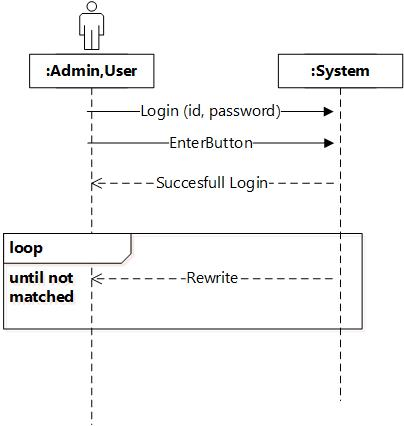 :Admin,User
:System
Login (id, password)
EnterButton
Succesfull Login
loop
until not
matched
Rewrite